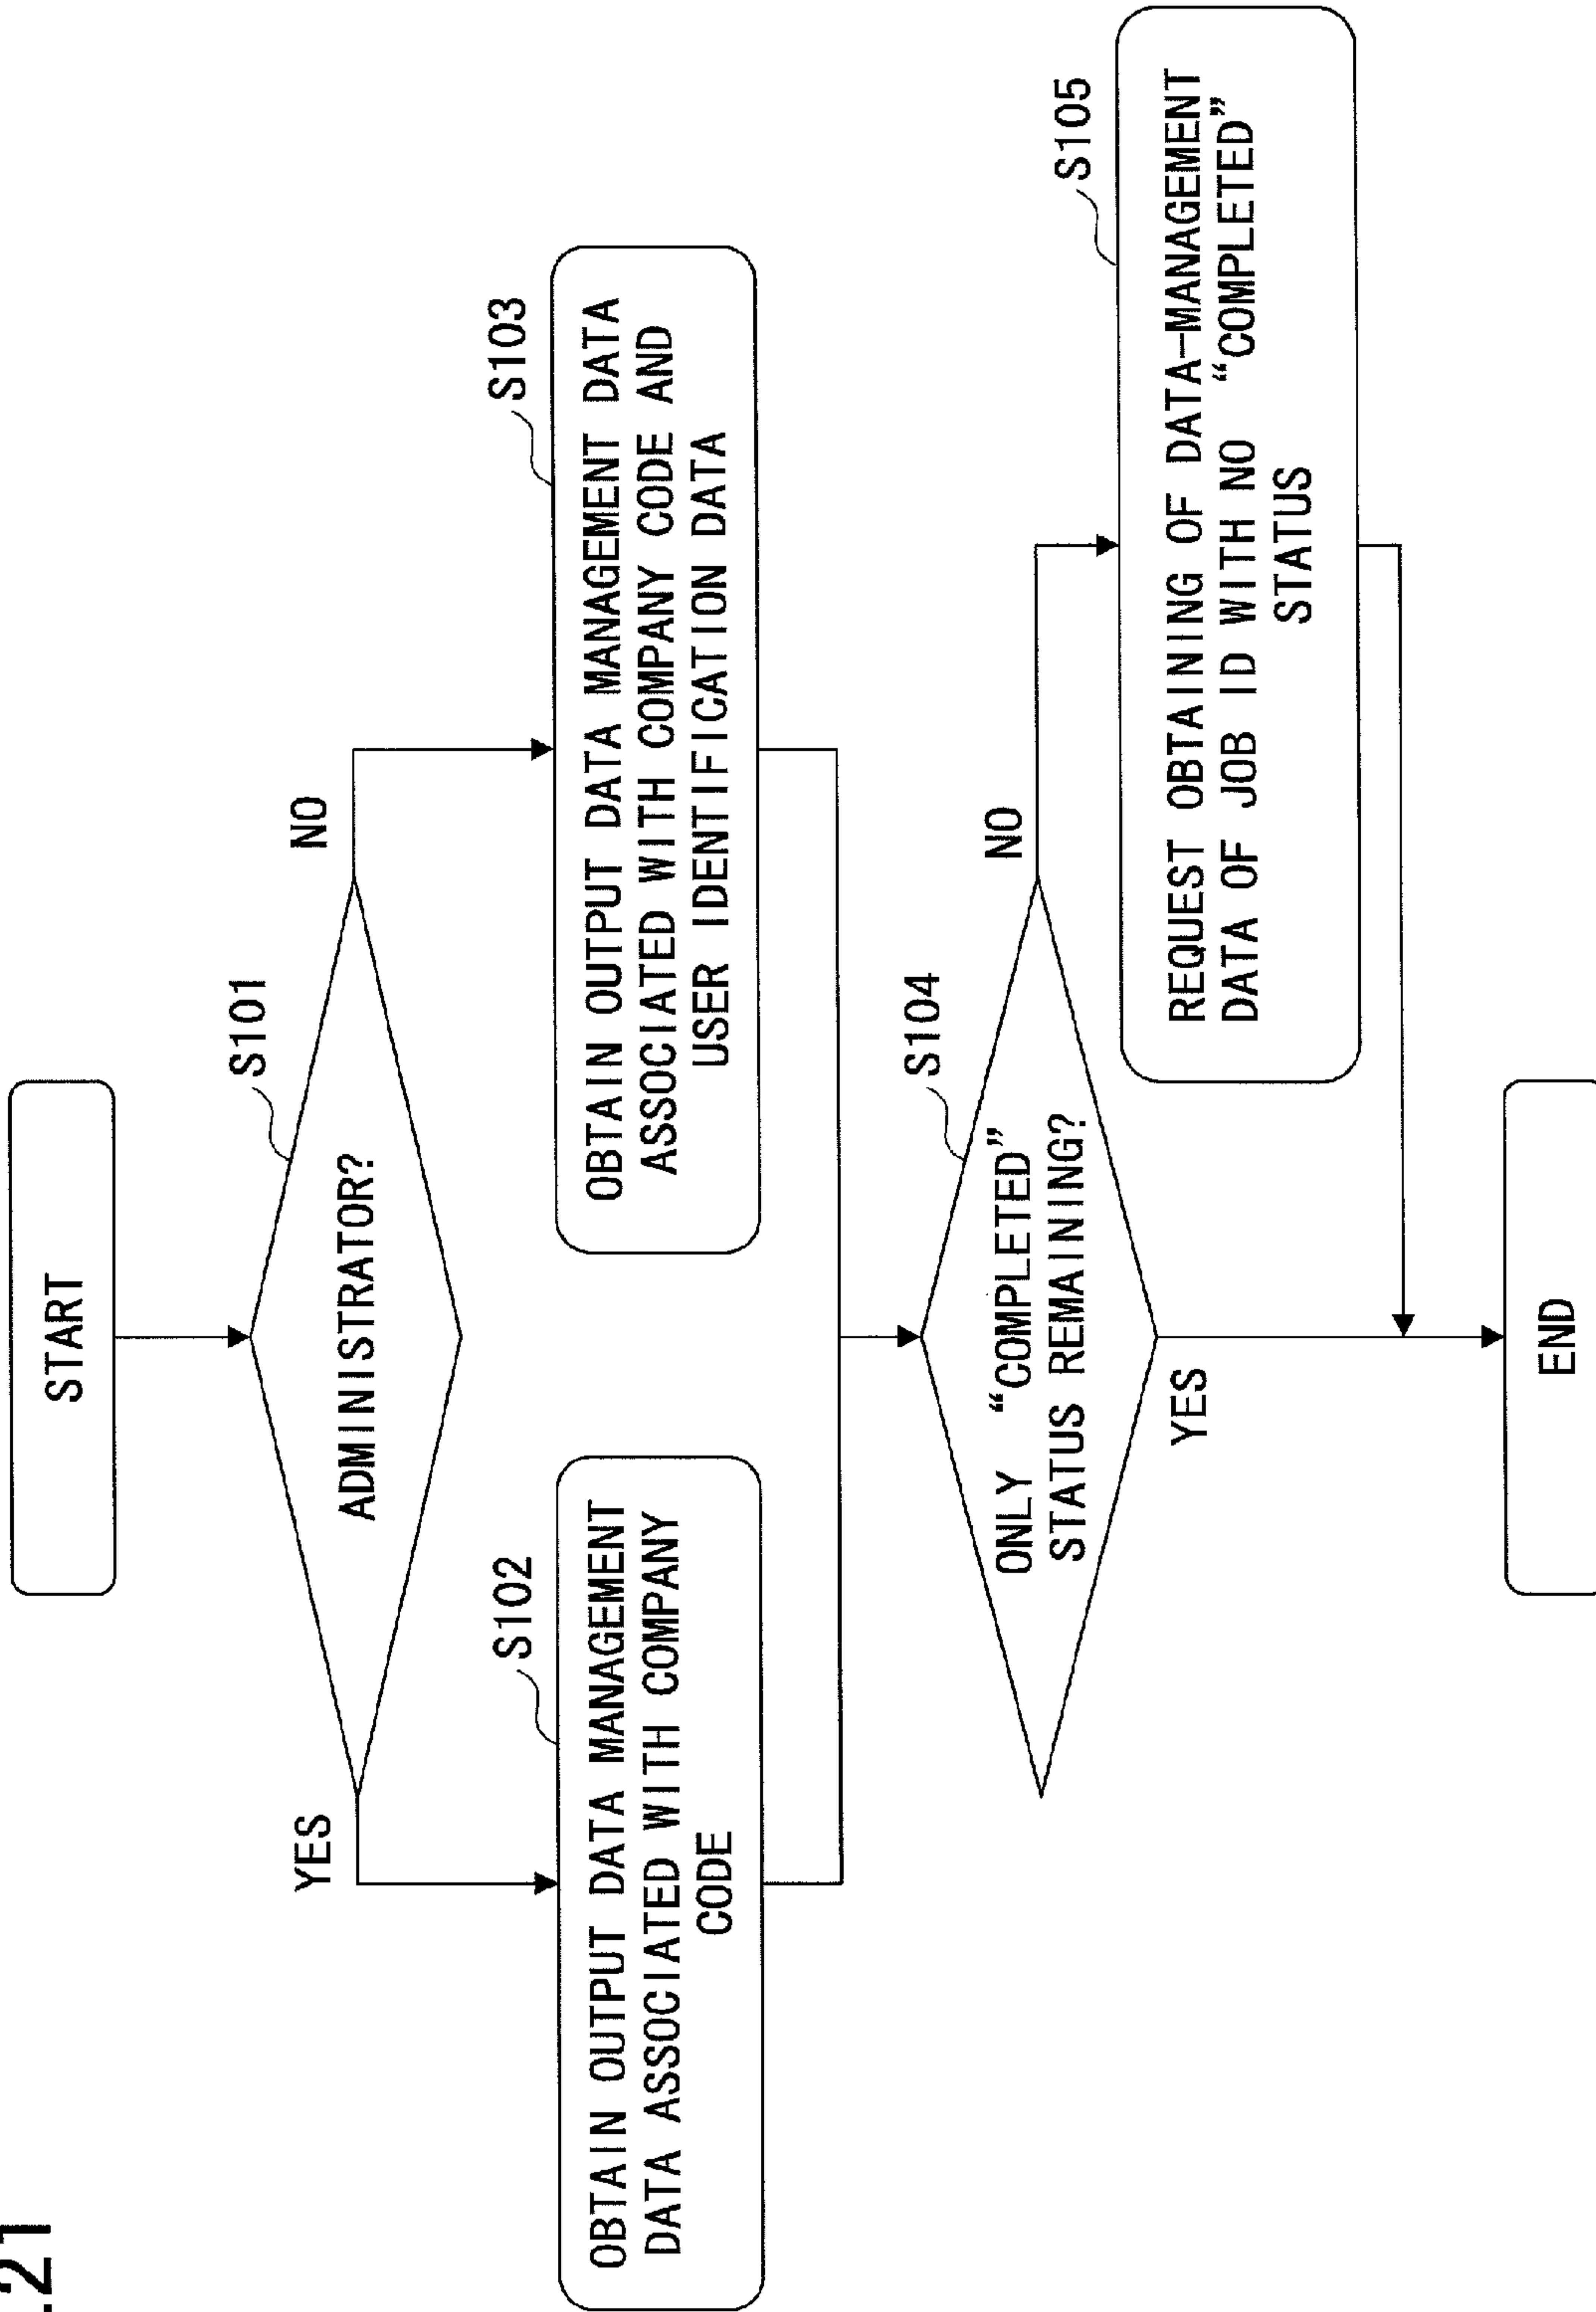 .21
START
S101
ADMINISTRATOR?
YES
NO
S102
OBTAIN OUTPUT DATA MANAGEMENT
DATA ASSOCIATED WITH COMPANY
CODE
S103
OBTAIN OUTPUT DATA MANAGEMENT DATA
ASSOCIATED WITH COMPANY CODE AND
USER IDENTIFICATION DATA
S104
ONLY “COMPLETED”
STATUS REMAINING?
NO
YES
S105
REQUEST OBTAINING OF DATA-MANAGEMENT
DATA OF JOB ID WITH NO “COMPLETED”
STATUS
END